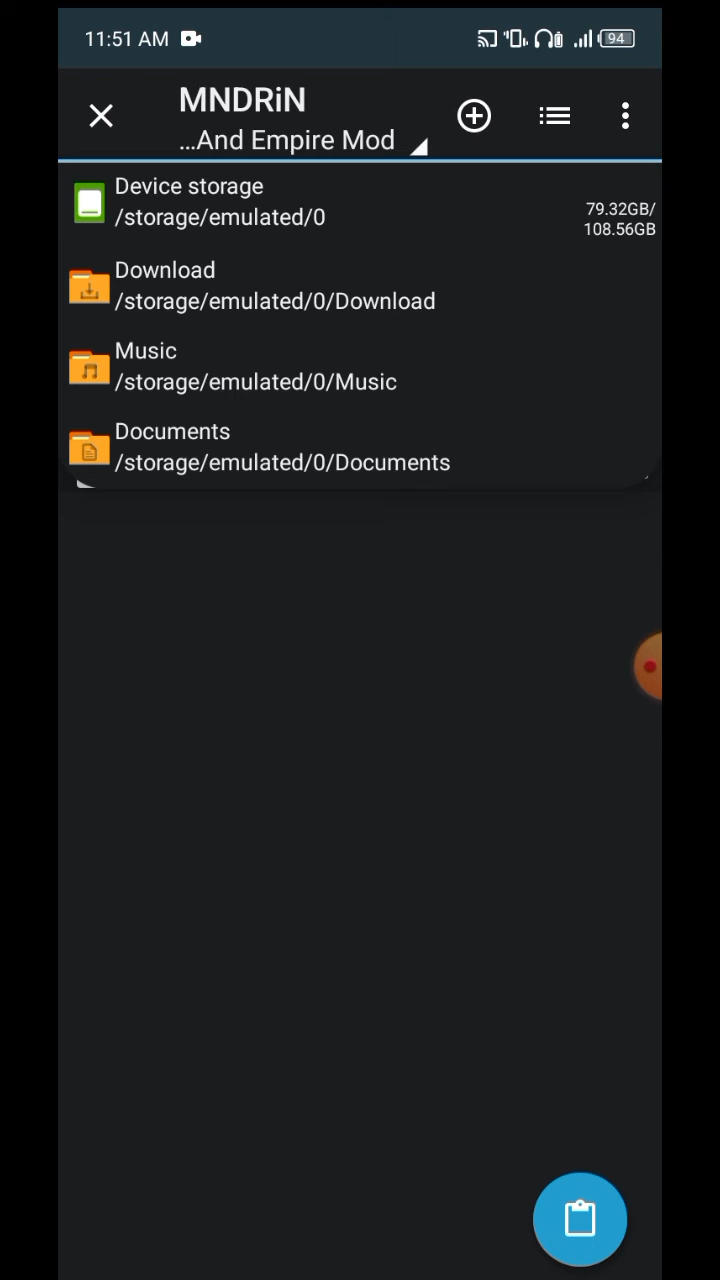 11:51 AM
94
MNDRiN
...And Empire Mod
Device storage
/storage/emulated/0
79.32GB/
108.56GB
Download
/storage/emulated/0/Download
Music
/storage/emulated/0/Music
Documents
/storage/emulated/0/Documents